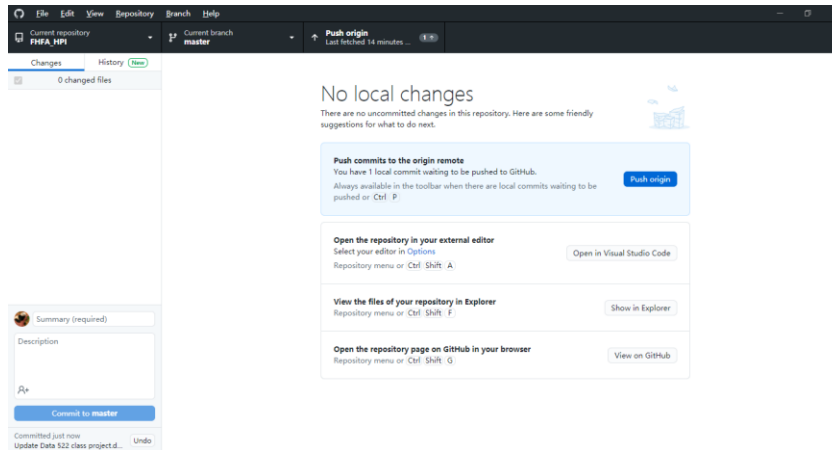 File Edit View Repository Branch Help
Current repository
FHFA_HPI
Current branch
master
Push origin
Last fetched 14 minutes ...
1
Changes
History New
0 changed files
No local changes
There are no uncommitted changes in this repository. Here are some friendly
suggestions for what to do next.
Push commits to the origin remote
You have 1 local commit waiting to be pushed to GitHub.
Always available in the toolbar when there are local commits waiting to be
pushed or Ctrl P
Push origin
Open the repository in your external editor
Select your editor in Options
Repository menu or Ctrl Shift A
Open in Visual Studio Code
View the files of your repository in Explorer
Repository menu or Ctrl Shift F
Show in Explorer
Open the repository page on GitHub in your browser
Repository menu or Ctrl Shift G
View on GitHub
Summary (required)
Description
Commit to master
Committed just now
Update Data 522 class project.d...
Undo